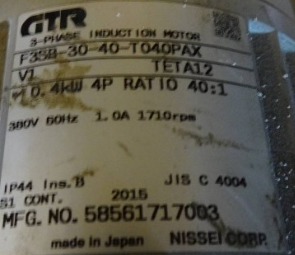 GTR
3-PHASE INDUCTION MOTOR
F3SB-30-40-T040PAX
V1 TETA12
0.4kW 4P RATIO 40:1
380V 60Hz 1.0A 1710rpm
IP44 Ins.B JIS C 4004
S1 CONT. 2015
MFG. NO. 58561717003
made in Japan NISSEI CORP.